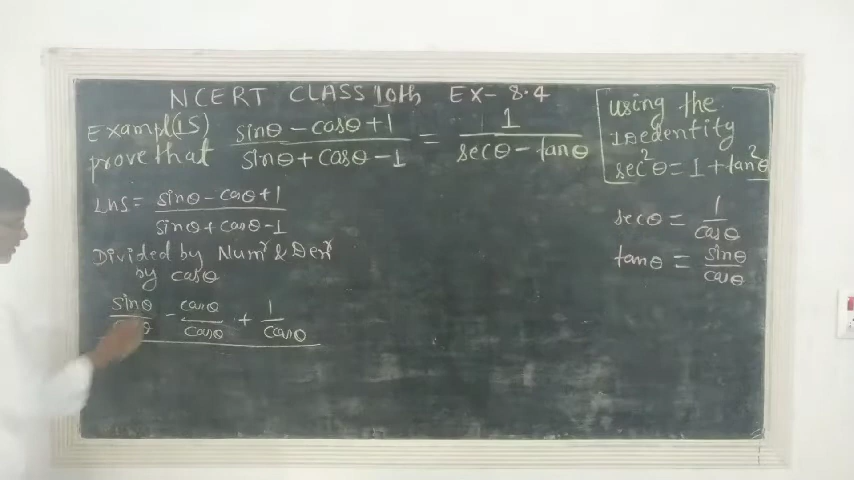 NCERT CLASS 10th EX- 8.4
Exampl(15) sinθ - cosθ + 1 / sinθ + cosθ - 1 = 1 / secθ - tanθ
prove that
using the
IDedentity
sec²θ = 1 + tan²θ
LHS = sinθ - cosθ + 1 / sinθ + cosθ - 1
secθ = 1 / cosθ
Divided by Numʳ & Denʳ
by cosθ
tanθ = sinθ / cosθ
sinθ / cosθ - cosθ / cosθ + 1 / cosθ